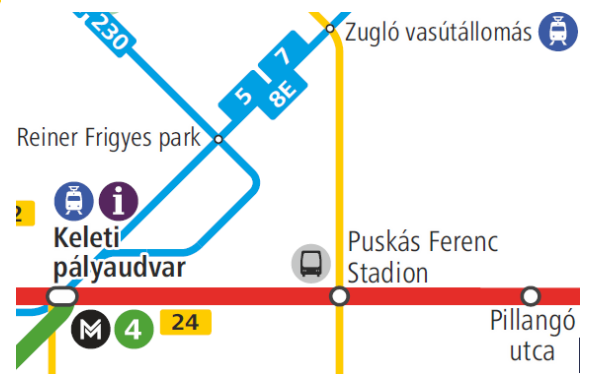 230
Zugló vasútállomás
7
5
8E
Reiner Frigyes park
i
2
Keleti
pályaudvar
Puskás Ferenc
Stadion
M
4
24
Pillangó
utca